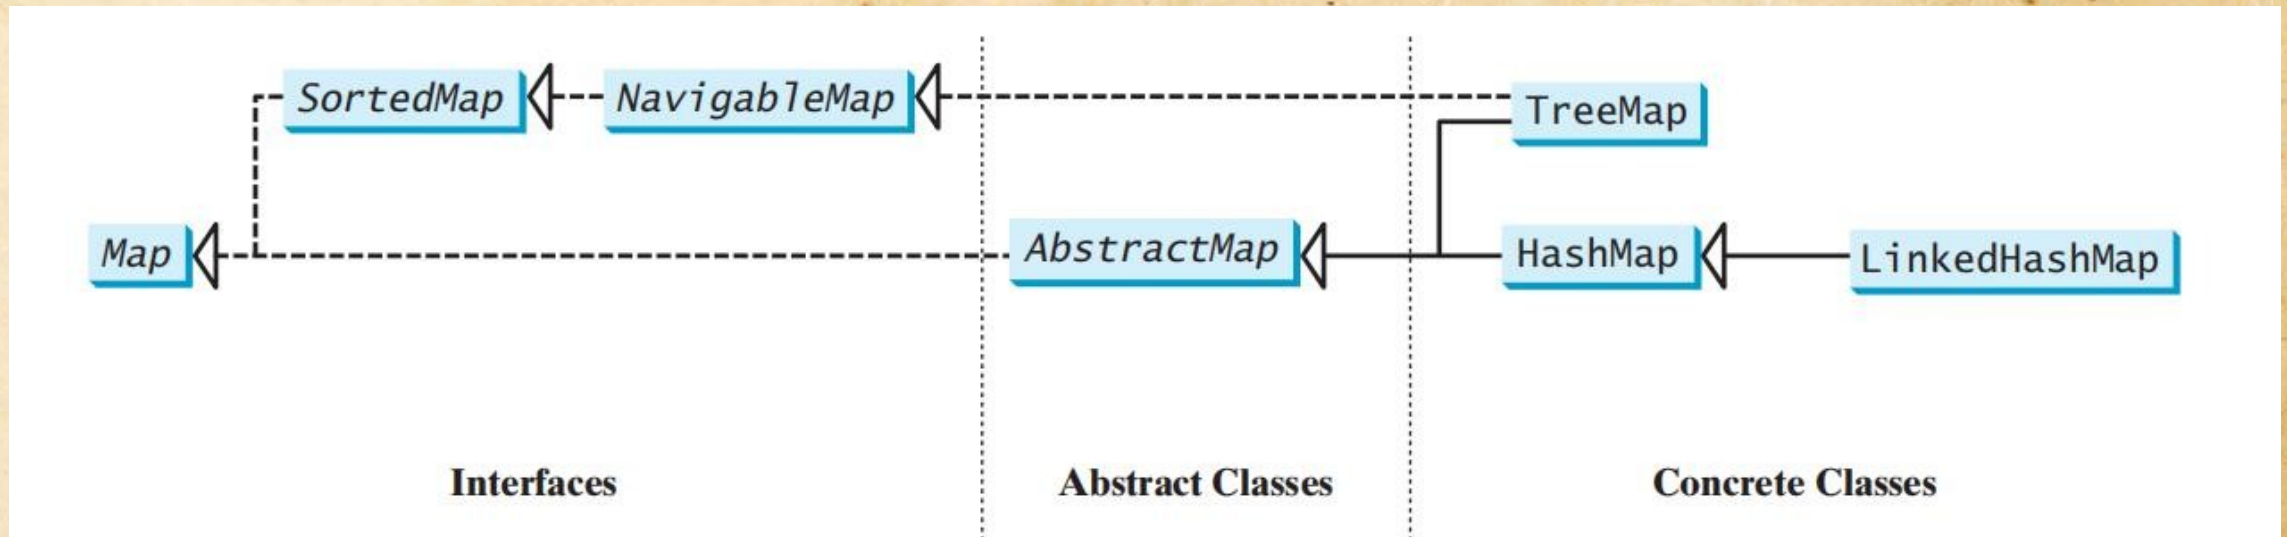 SortedMap
NavigableMap
TreeMap
Map
AbstractMap
HashMap
LinkedHashMap
Interfaces
Abstract Classes
Concrete Classes